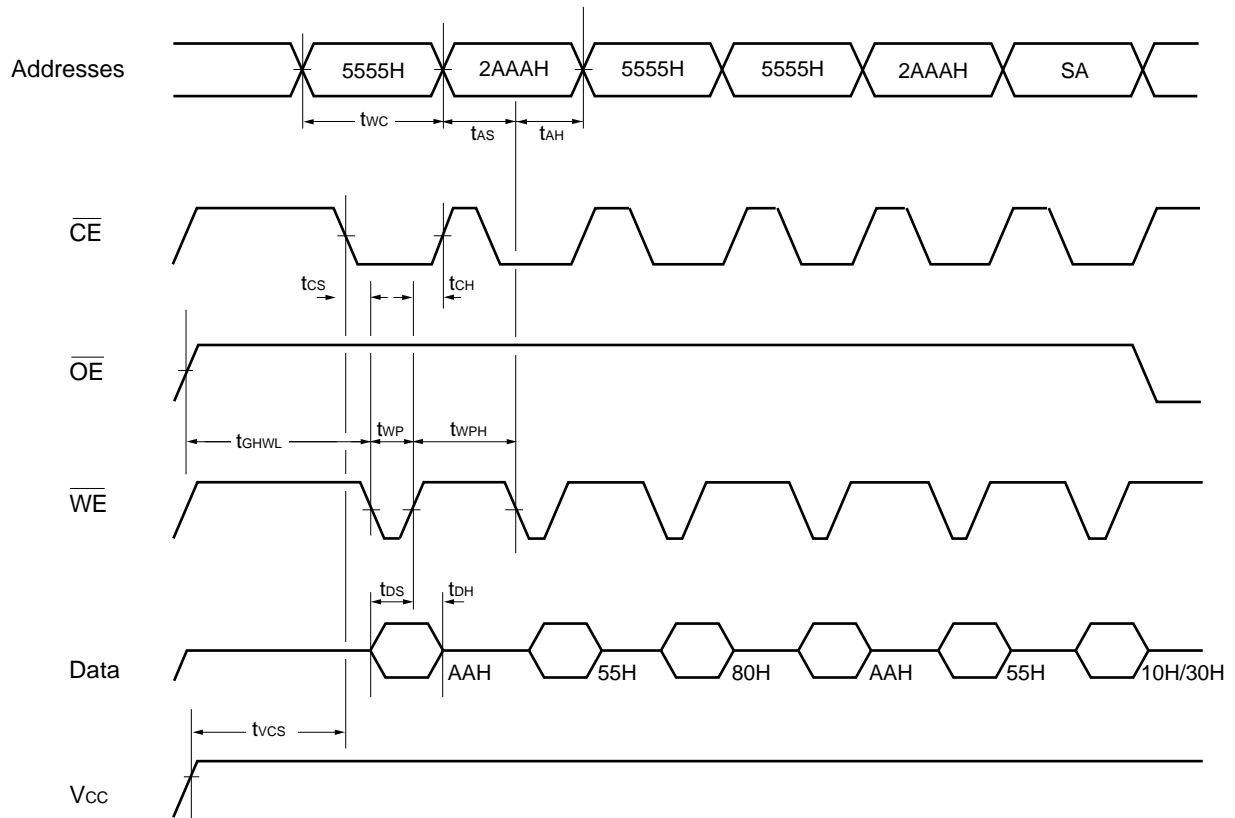 Addresses 5555H 2AAAH 5555H 5555H 2AAAH SA
tWC tAS tAH
CE
tCS tCH
OE
tGHWL tWP tWPH
WE
tDS tDH
Data AAH 55H 80H AAH 55H 10H/30H
tVCS
VCC